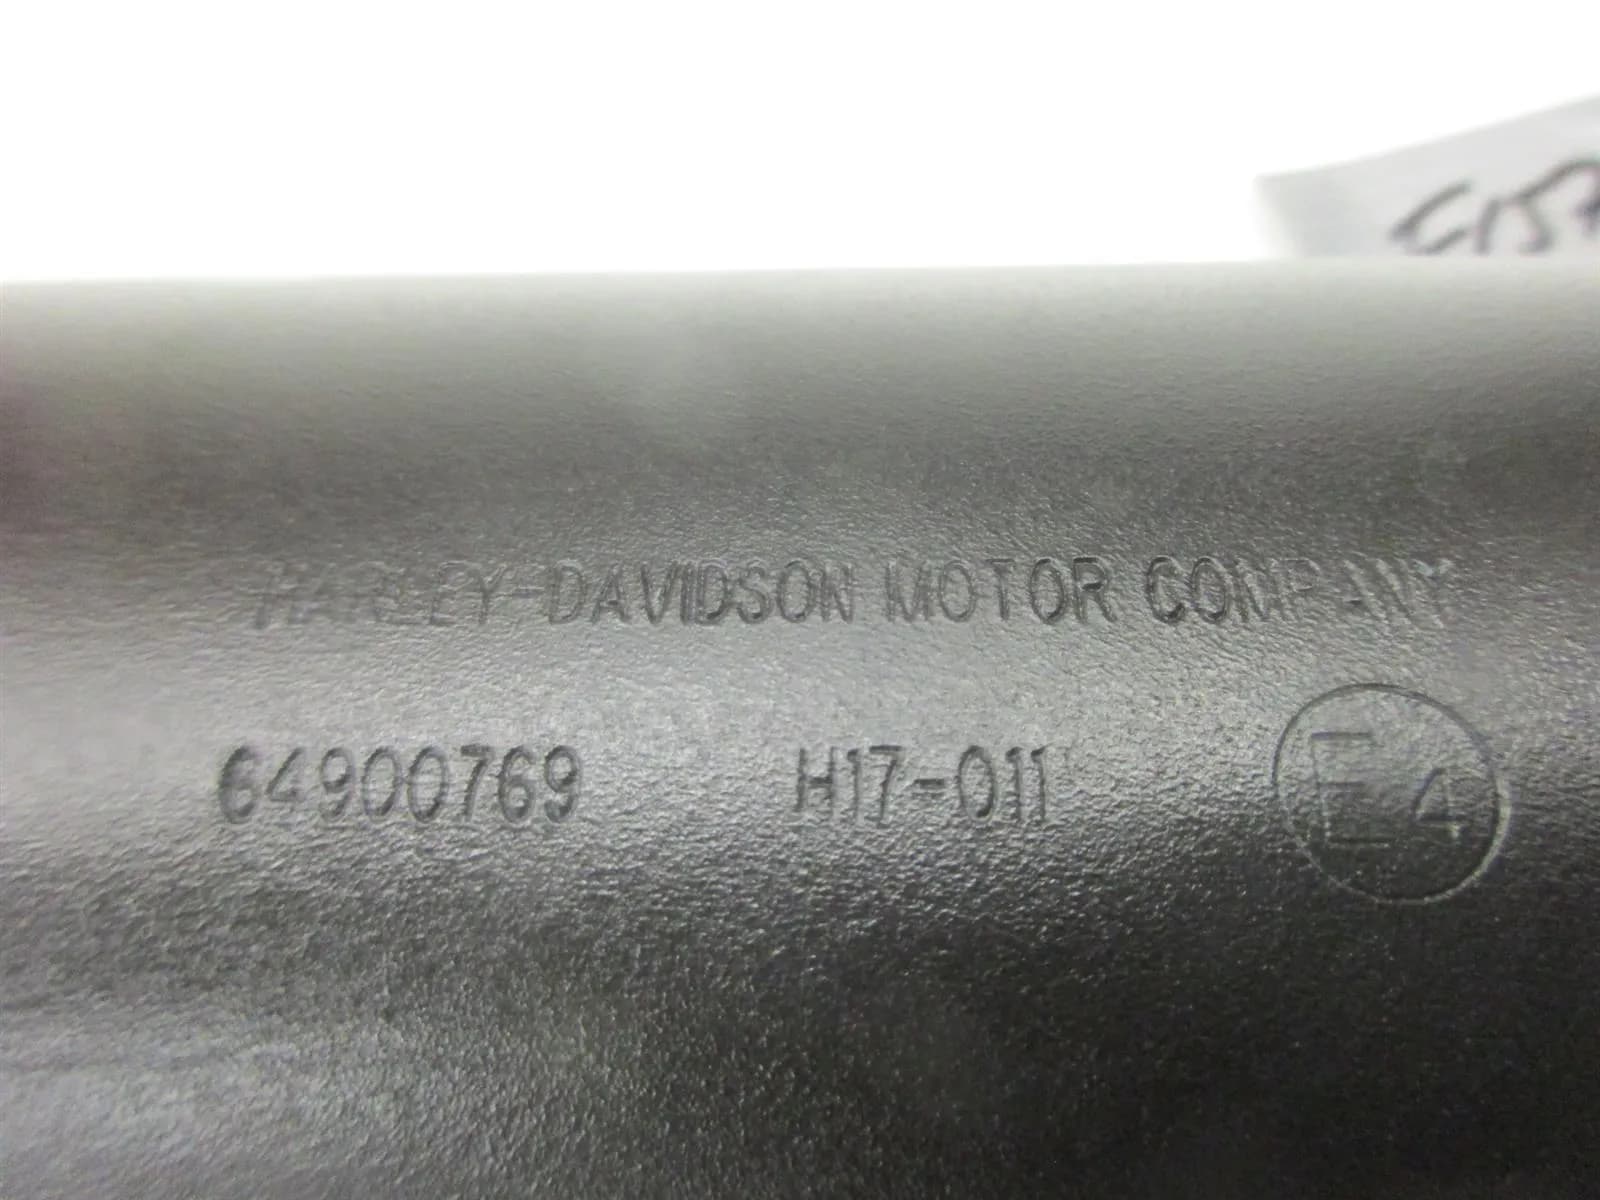 HARLEY-DAVIDSON MOTOR COMPANY
64900769 H17-011 E4